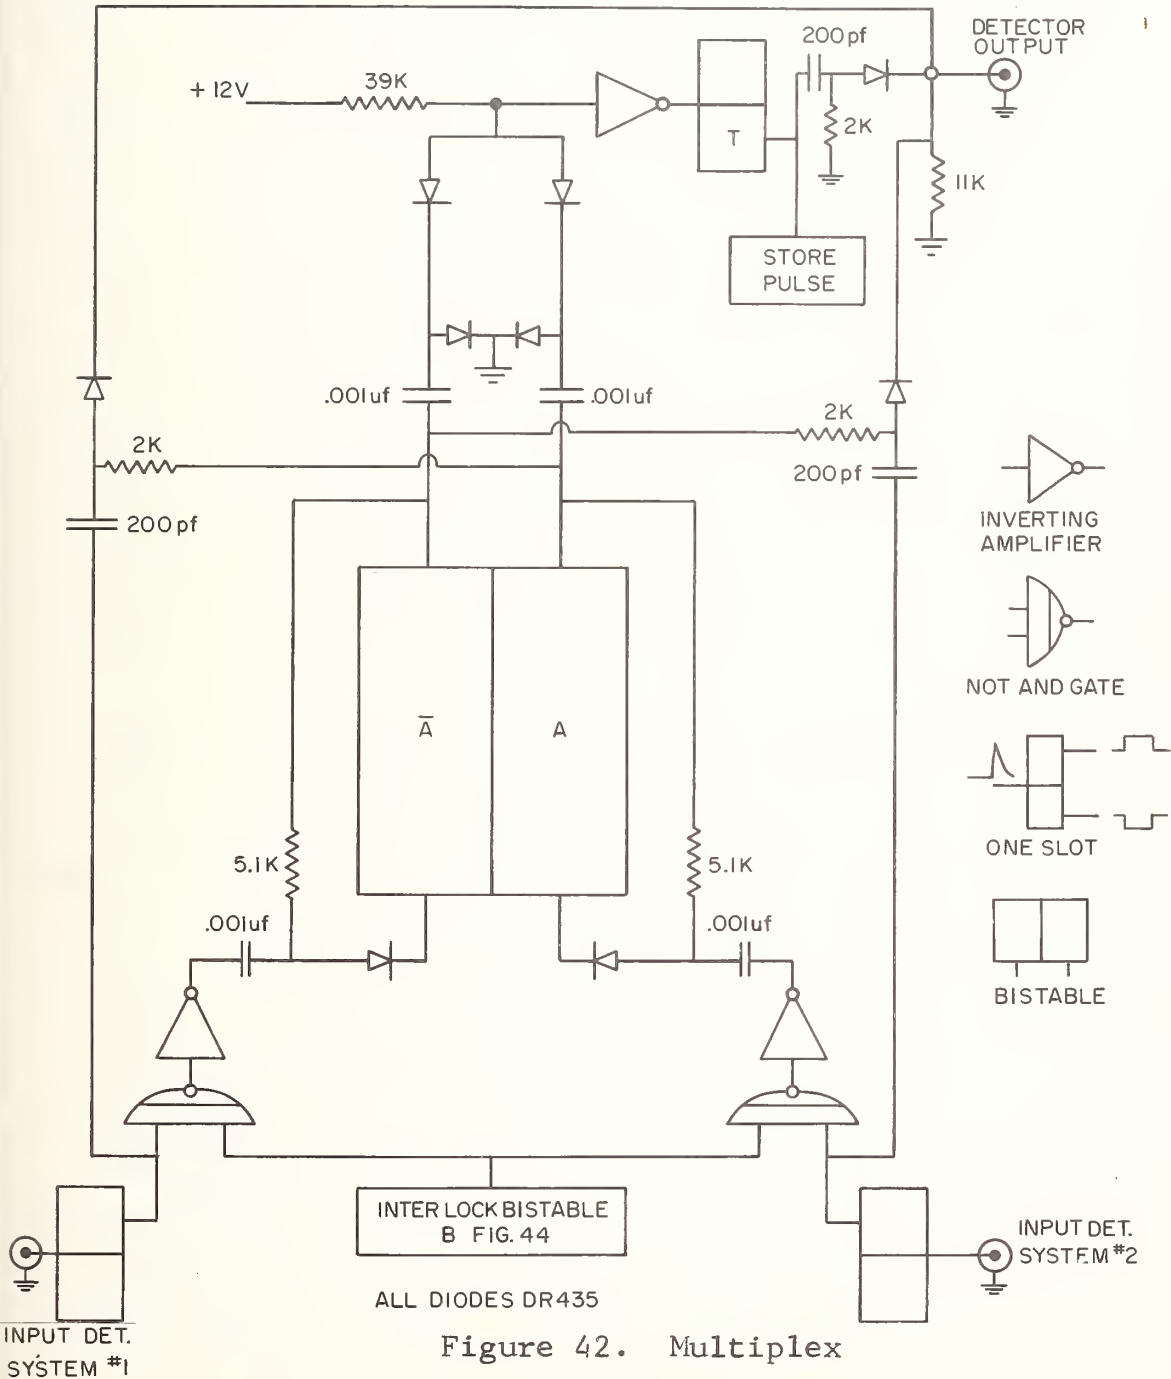 DETECTOR
OUTPUT
200pf
39K
+12V
2K
T
11K
STORE
PULSE
.001uf
.001uf
2K
2K
200pf
200pf
INVERTING
AMPLIFIER
NOT AND GATE
A̅
A
5.1K
5.1K
ONE SLOT
.001uf
.001uf
BISTABLE
INTERLOCK BISTABLE
B FIG. 44
INPUT DET.
SYSTEM #2
ALL DIODES DR435
INPUT DET.
SYSTEM #1
Figure 42. Multiplex